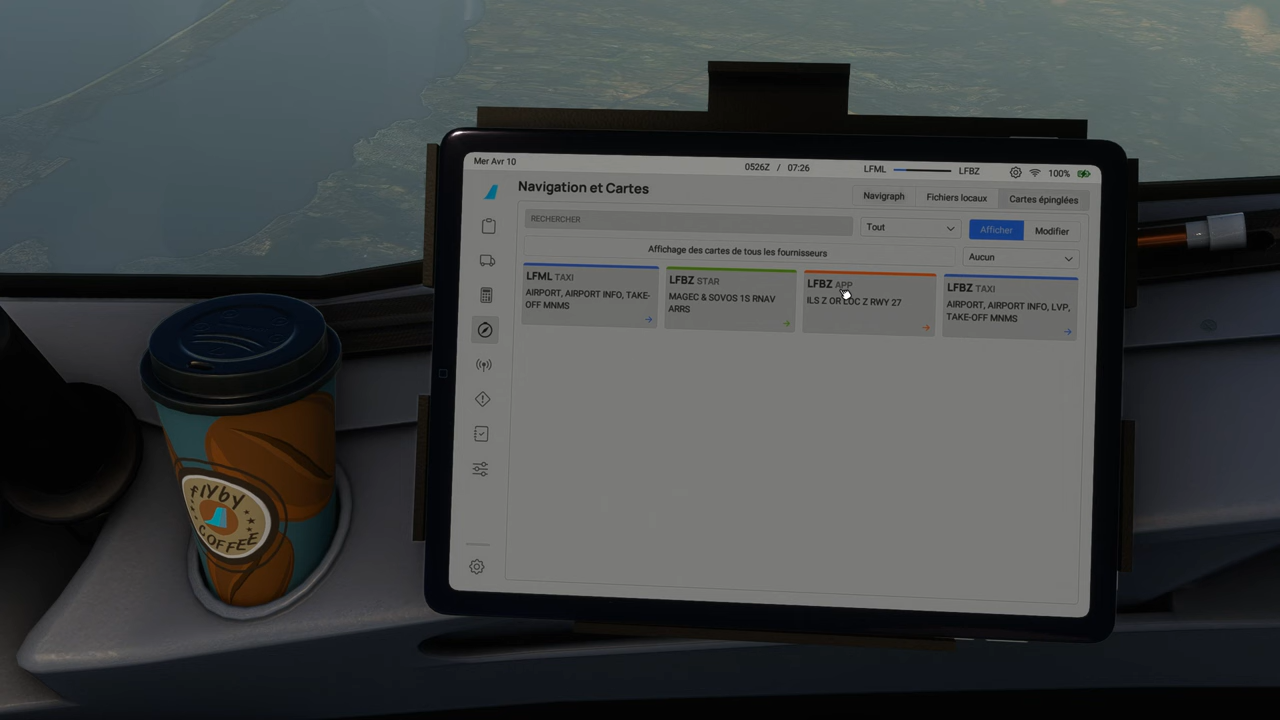 Mer Avr 10
0526Z / 07:26
LFML
LFBZ
100%
Navigation et Cartes
Navigraph
Fichiers locaux
Cartes épinglées
RECHERCHER
Tout
Afficher
Modifier
Affichage des cartes de tous les fournisseurs
Aucun
LFML TAXI
AIRPORT, AIRPORT INFO, TAKE-
OFF MNMS
LFBZ STAR
MAGEC & SOVOS 1S RNAV
ARRS
LFBZ APP
ILS Z OR LOC Z RWY 27
LFBZ TAXI
AIRPORT, AIRPORT INFO, LVP,
TAKE-OFF MNMS
flyby
COFFEE